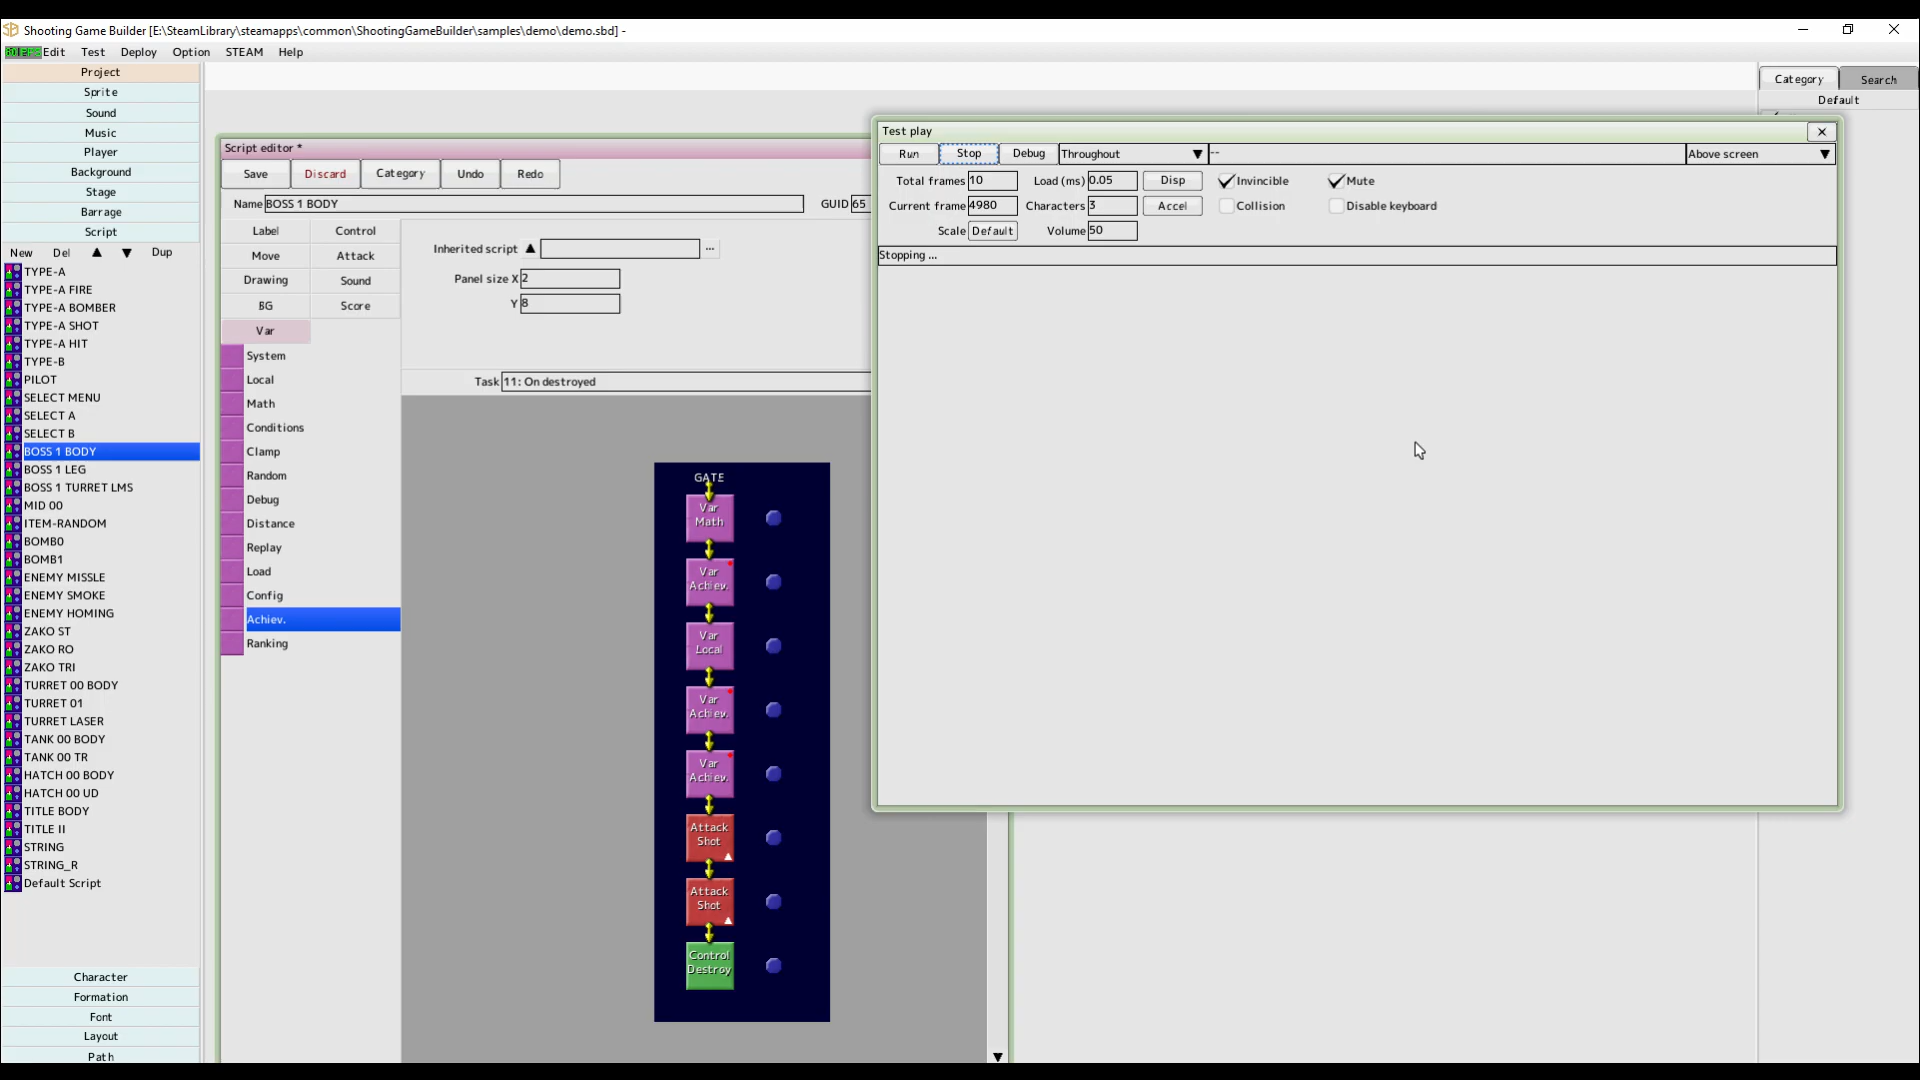 Shooting Game Builder [E:\SteamLibrary\steamapps\common\ShootingGameBuilder\samples\demo\demo.sbd] -
Edit Test Deploy Option STEAM Help
Project
Sprite
Sound
Music
Player
Background
Stage
Barrage
Script
New Del ▲ ▼ Dup
TYPE-A
TYPE-A FIRE
TYPE-A BOMBER
TYPE-A SHOT
TYPE-A HIT
TYPE-B
PILOT
SELECT MENU
SELECT A
SELECT B
BOSS 1 BODY
BOSS 1 LEG
BOSS 1 TURRET LMS
MID 00
ITEM-RANDOM
BOMB0
BOMB1
ENEMY MISSLE
ENEMY SMOKE
ENEMY HOMING
ZAKO ST
ZAKO RO
ZAKO TRI
TURRET 00 BODY
TURRET 01
TURRET LASER
TANK 00 BODY
TANK 00 TR
HATCH 00 BODY
HATCH 00 UD
TITLE BODY
TITLE II
STRING
STRING_R
Default Script
Character
Formation
Font
Layout
Path
Script editor *
Save Discard Category Undo Redo
Name BOSS 1 BODY GUID 65
Label Control
Move Attack
Drawing Sound
BG Score
Var
System
Local
Math
Conditions
Clamp
Random
Debug
Distance
Replay
Load
Config
Achiev.
Ranking
Inherited script ▲ ...
Panel size X 2
Y 8
Task 11: On destroyed
GATE
Var
Math
Var
Achiev.
Var
Local
Var
Achiev.
Var
Achiev.
Attack
Shot
Attack
Shot
Control
Destroy
Test play
Run Stop Debug Throughout ▼ -- Above screen ▼
Total frames 10 Load (ms) 0.05 Disp Invincible Mute
Current frame 4980 Characters 3 Accel Collision Disable keyboard
Scale Default Volume 50
Stopping ...
Category Search
Default